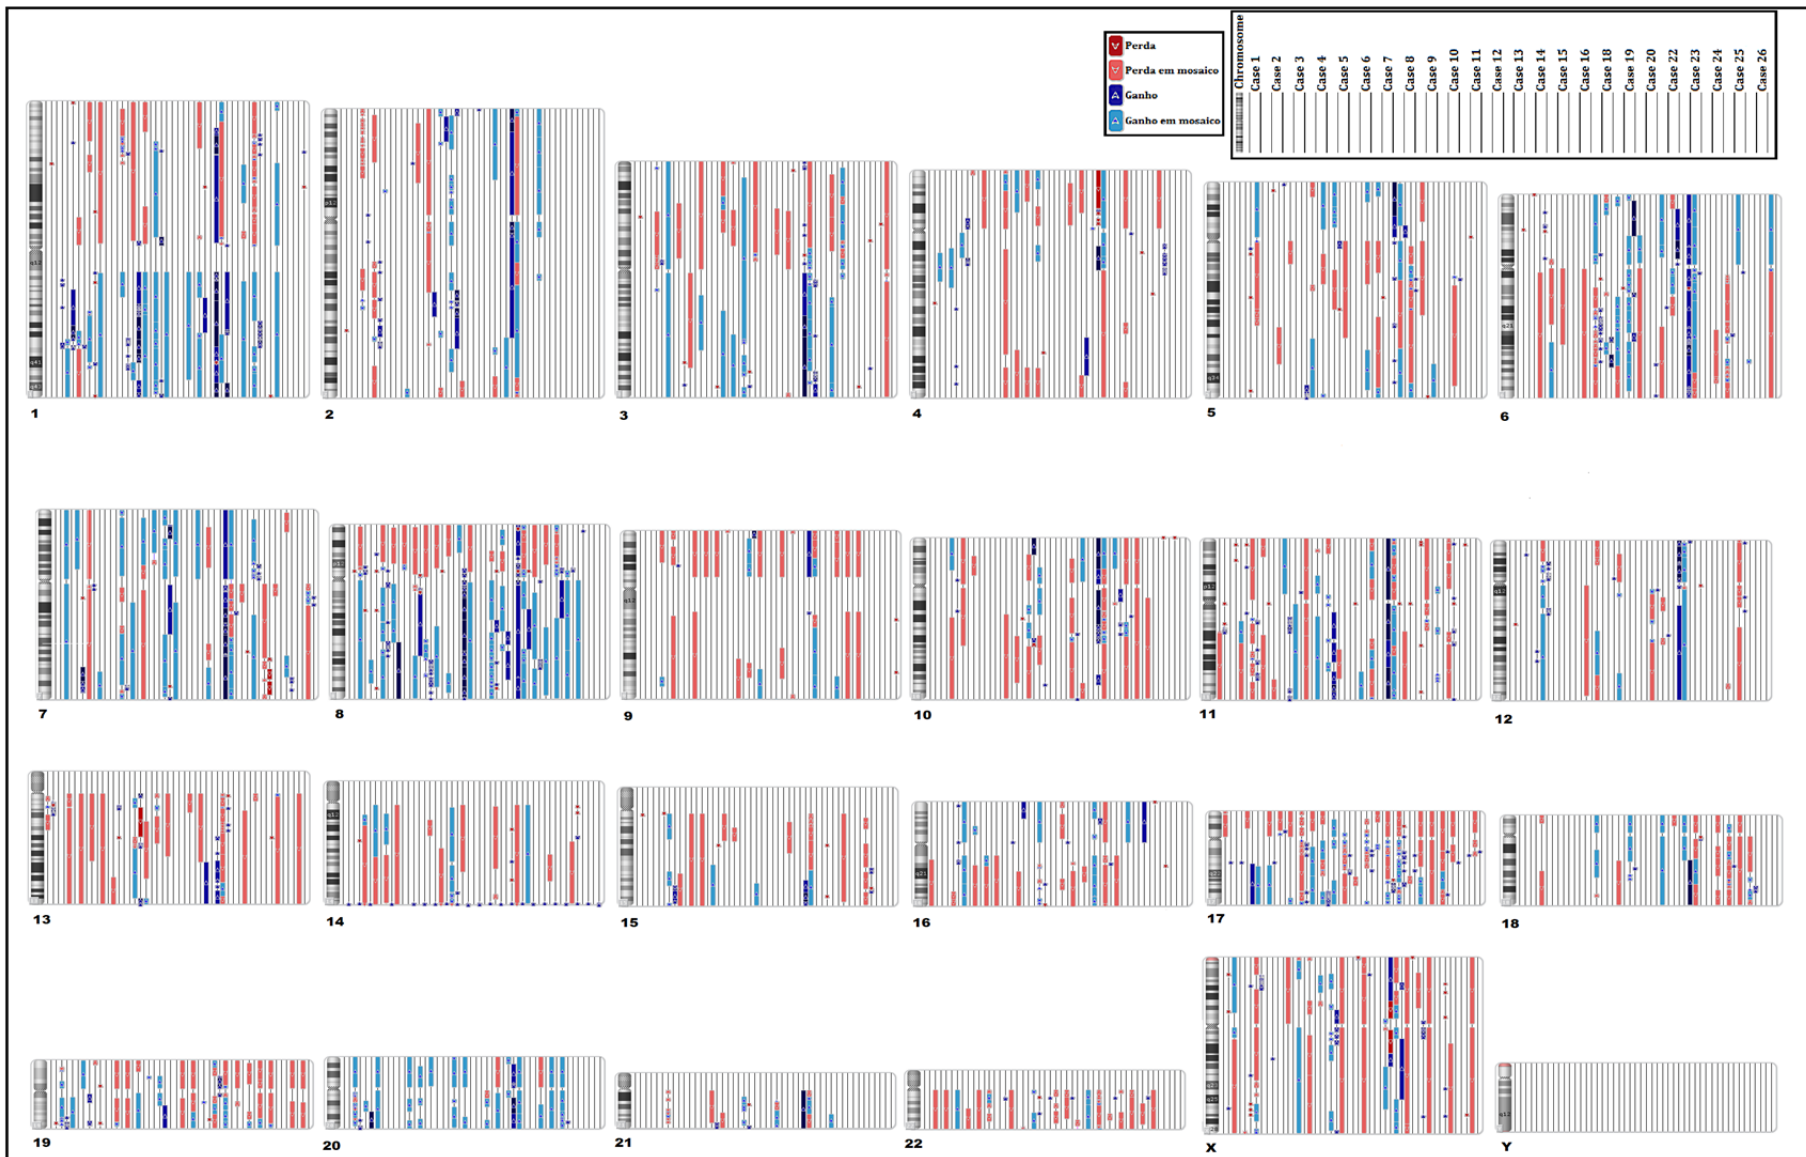 Perda
Perda em mosaico
Ganho
Ganho em mosaico
Chromosome
Case 1
Case 2
Case 3
Case 4
Case 5
Case 6
Case 7
Case 8
Case 9
Case 10
Case 11
Case 12
Case 13
Case 14
Case 15
Case 16
Case 18
Case 19
Case 20
Case 22
Case 23
Case 24
Case 25
Case 26
1
2
3
4
5
6
7
8
9
10
11
12
13
14
15
16
17
18
19
20
21
22
X
Y